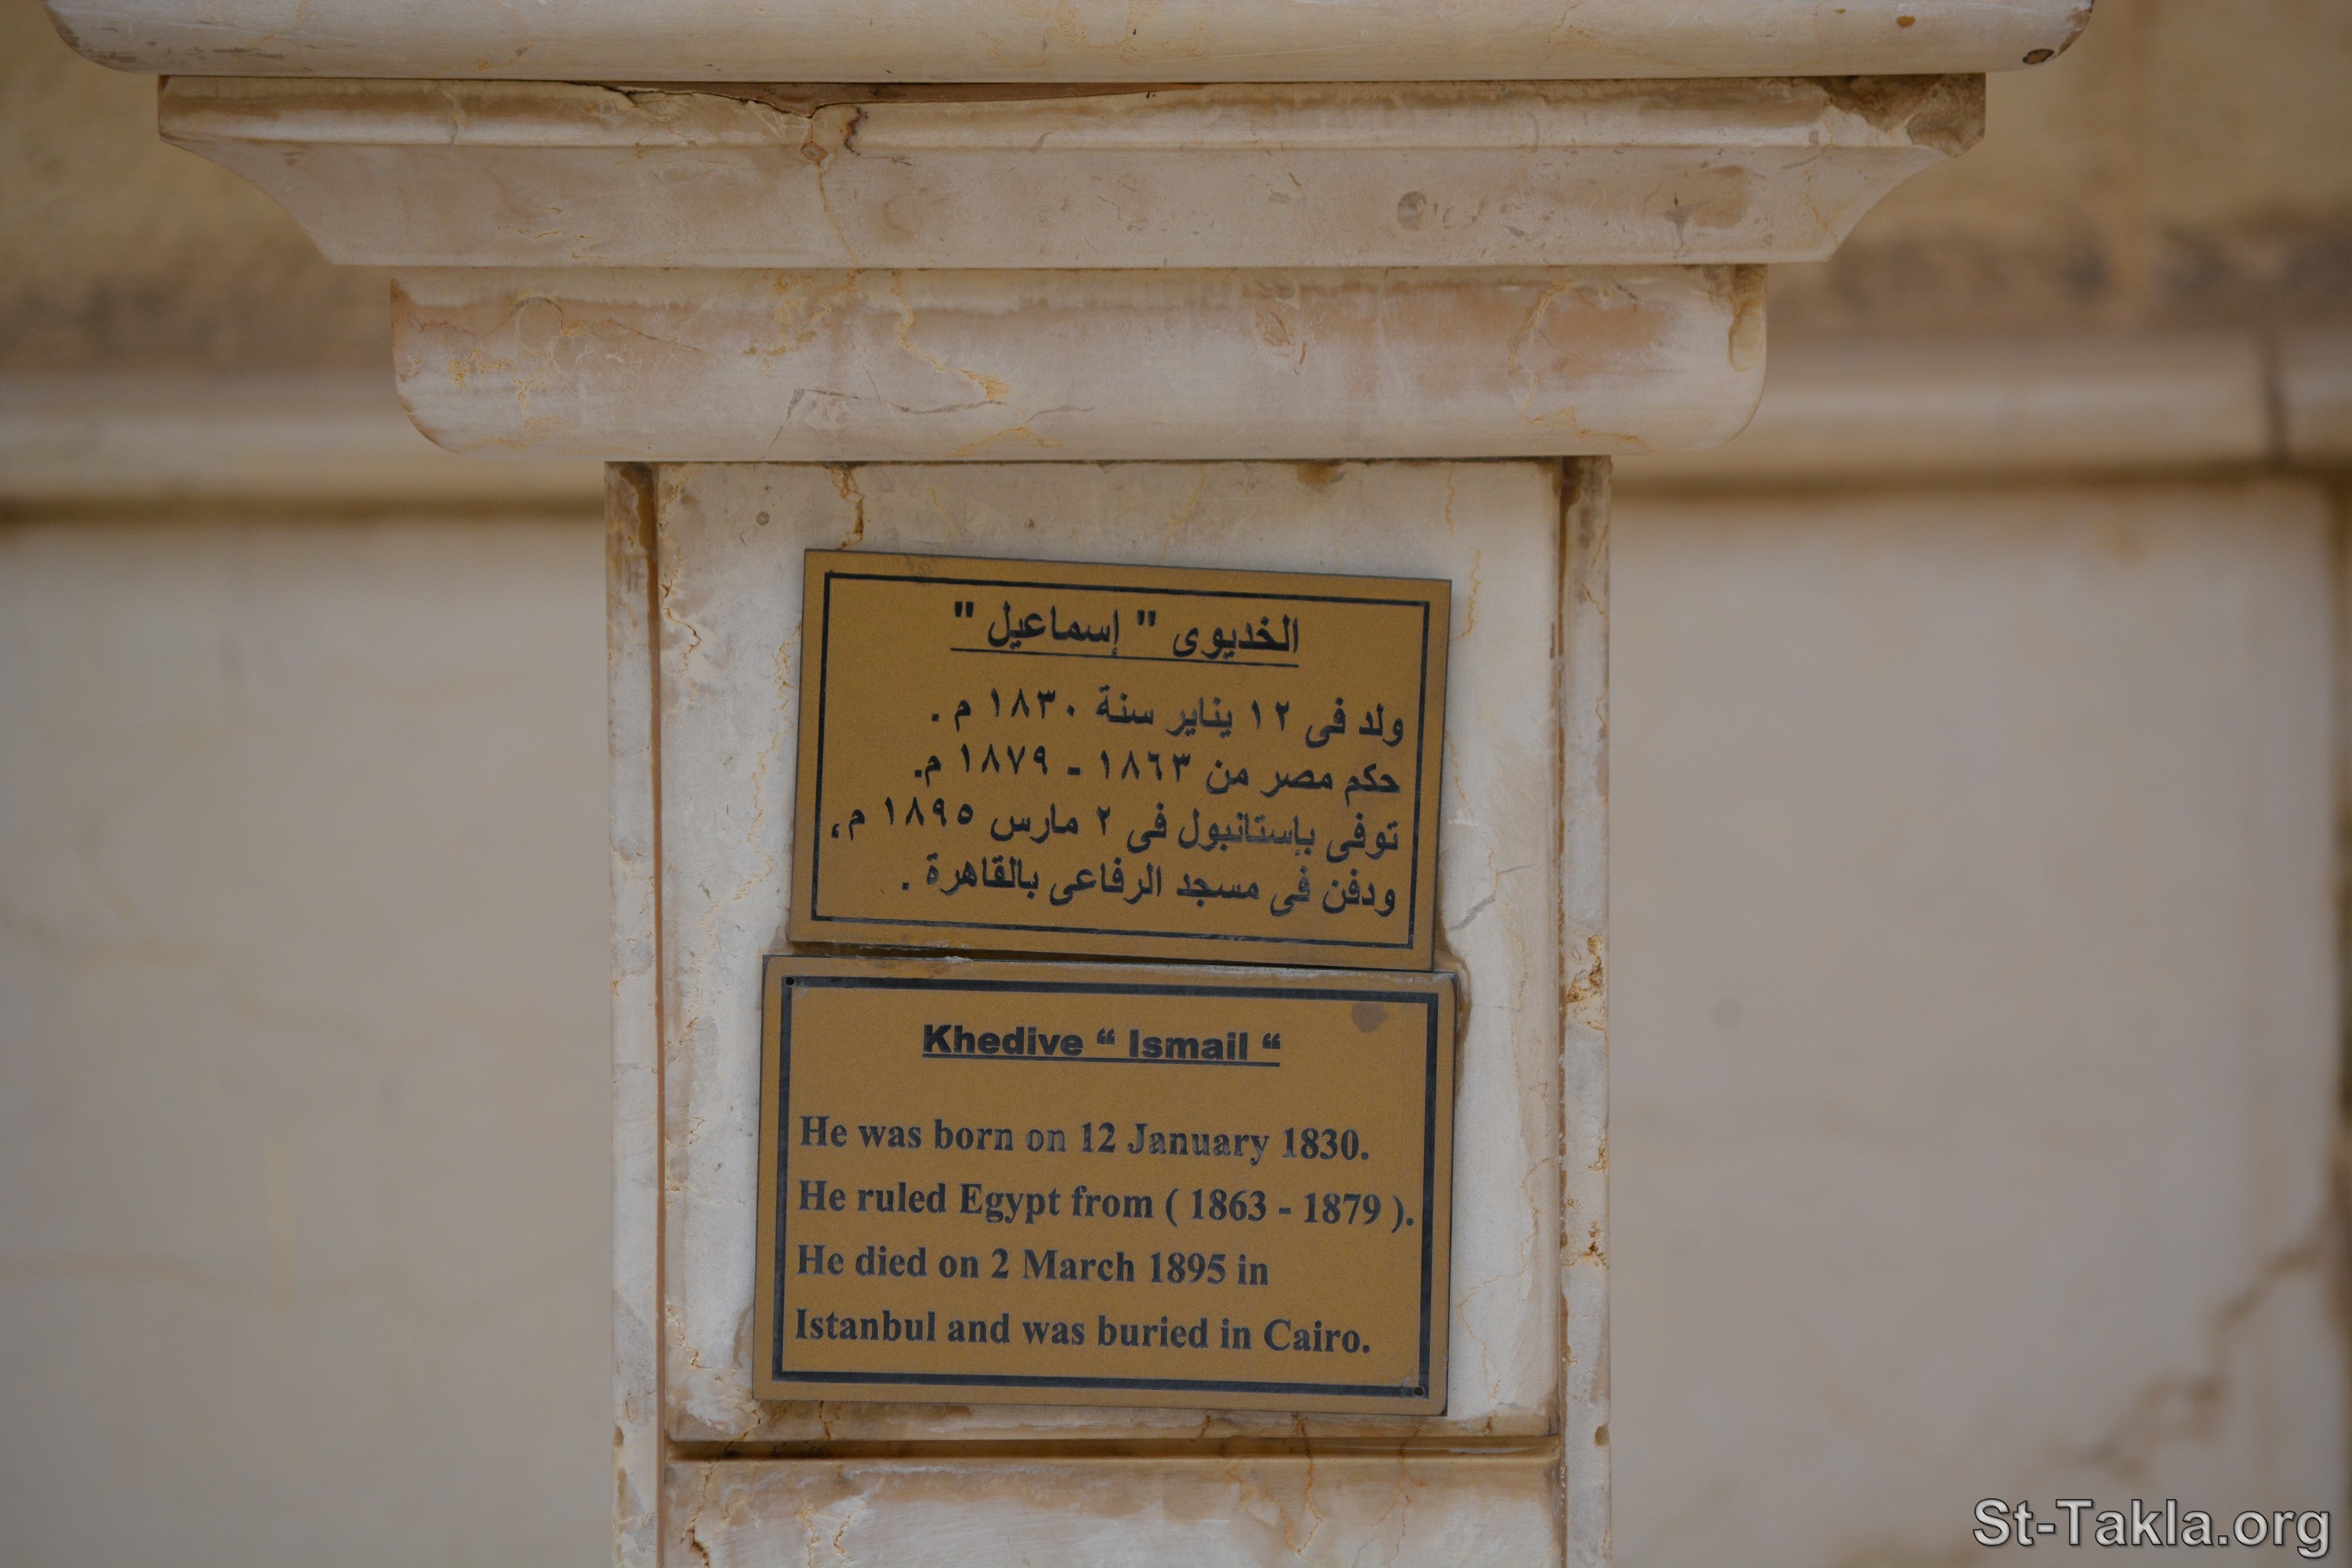 الخديوى " إسماعيل "
ولد فى ١٢ يناير سنة ١٨٣٠ م .
حكم مصر من ١٨٦٣ - ١٨٧٩ م.
توفى بإستانبول فى ٢ مارس ١٨٩٥ م،
ودفن فى مسجد الرفاعى بالقاهرة .
Khedive “ Ismail “
He was born on 12 January 1830.
He ruled Egypt from ( 1863 - 1879 ).
He died on 2 March 1895 in
Istanbul and was buried in Cairo.
St-Takla.org